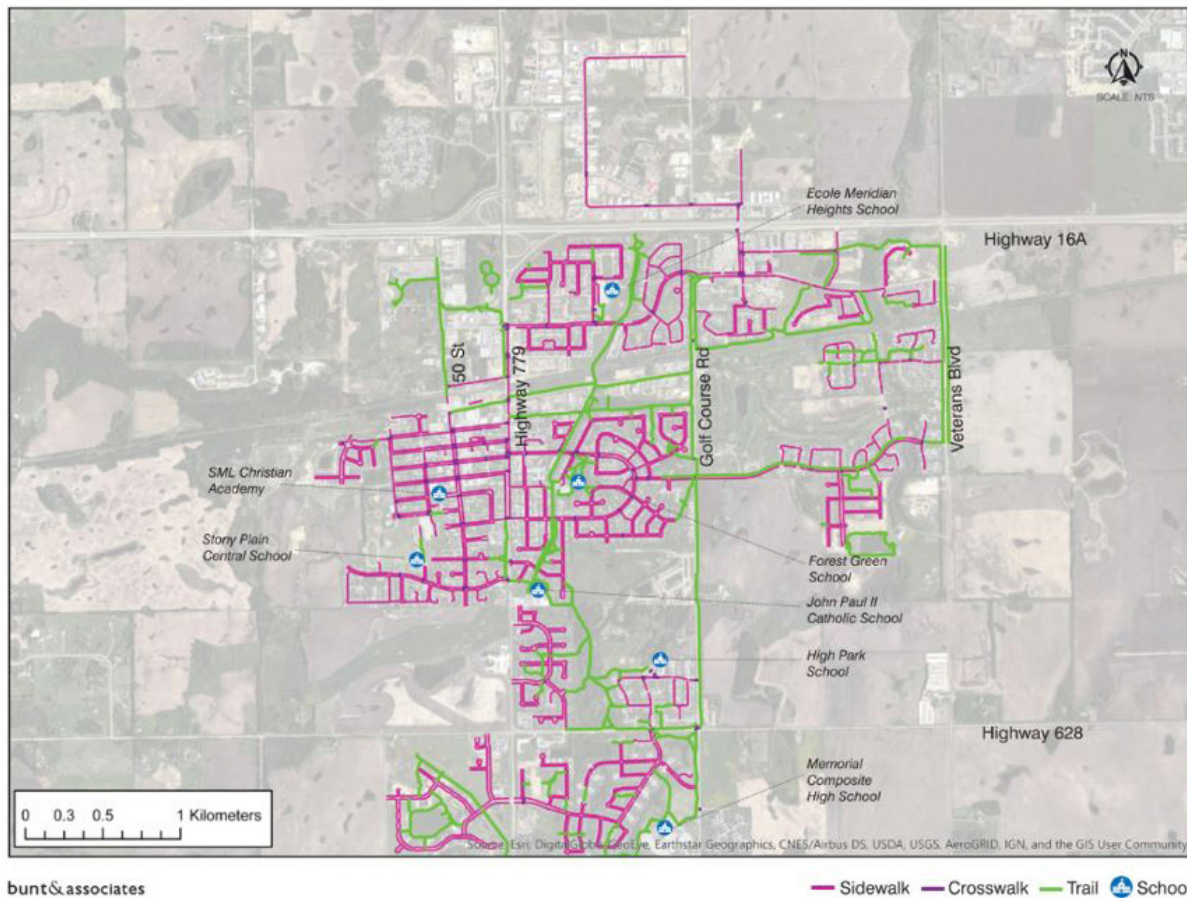 N
SCALE: NTS
Ecole Meridian
Heights School
Highway 16A
50 St
Highway 779
Golf Course Rd
Veterans Blvd
SML Christian
Academy
Stony Plain
Central School
Forest Green
School
John Paul II
Catholic School
High Park
School
Highway 628
Memorial
Composite
High School
0 0.3 0.5 1 Kilometers
Source: Esri, DigitalGlobe, GeoEye, Earthstar Geographics, CNES/Airbus DS, USDA, USGS, AeroGRID, IGN, and the GIS User Community
bunt&associates
Sidewalk Crosswalk Trail Schoo